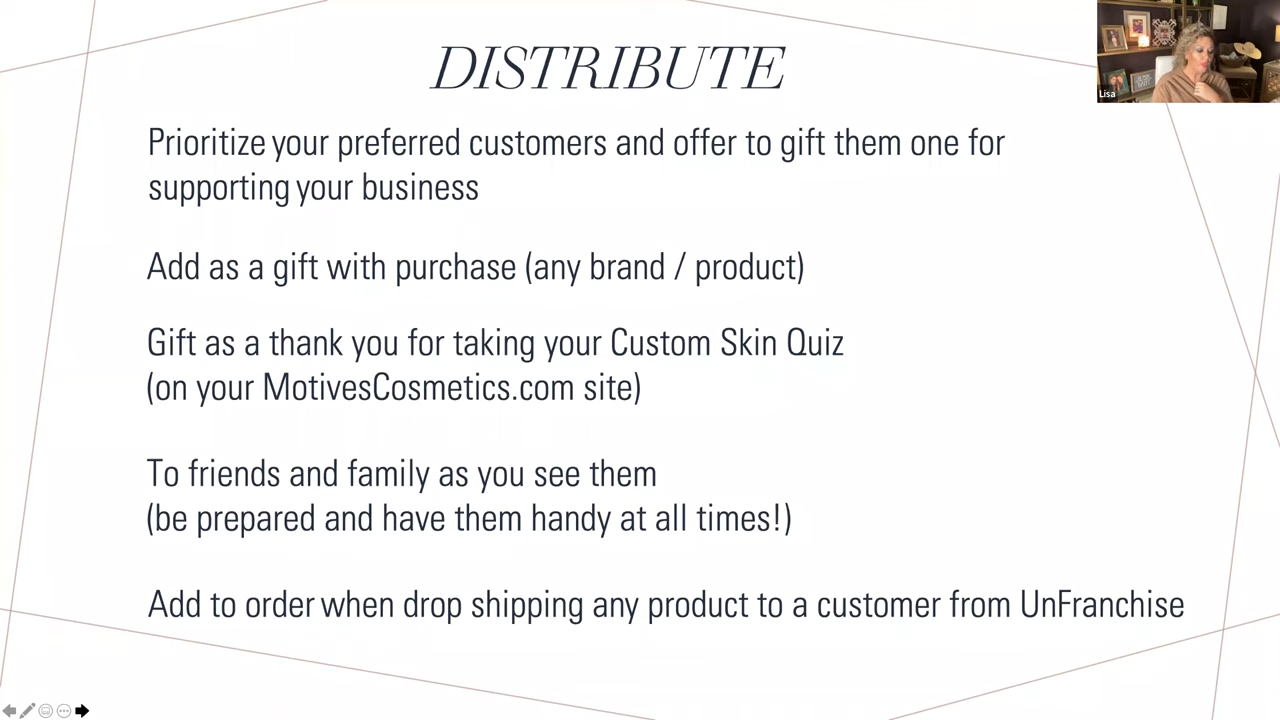 DISTRIBUTE
Lisa
Prioritize your preferred customers and offer to gift them one for
supporting your business
Add as a gift with purchase (any brand / product)
Gift as a thank you for taking your Custom Skin Quiz
(on your MotivesCosmetics.com site)
To friends and family as you see them
(be prepared and have them handy at all times!)
Add to order when drop shipping any product to a customer from UnFranchise